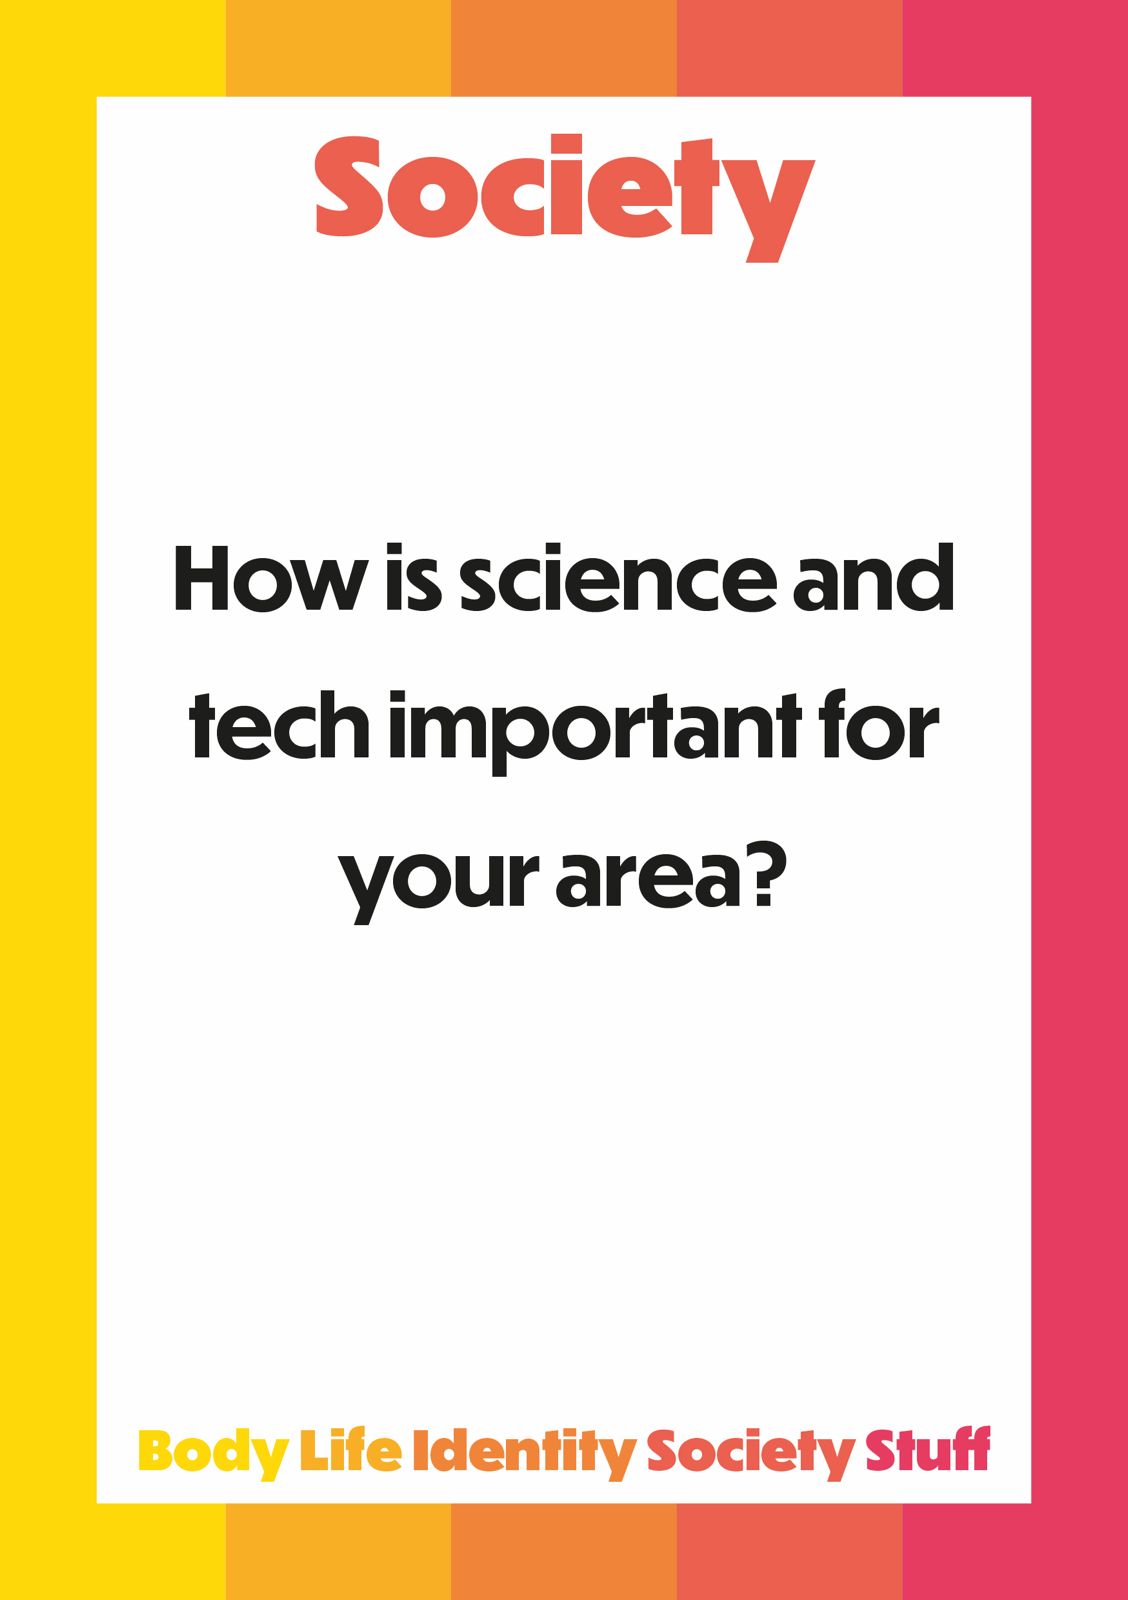 Society
How is science and
tech important for
your area?
Body Life Identity Society Stuff